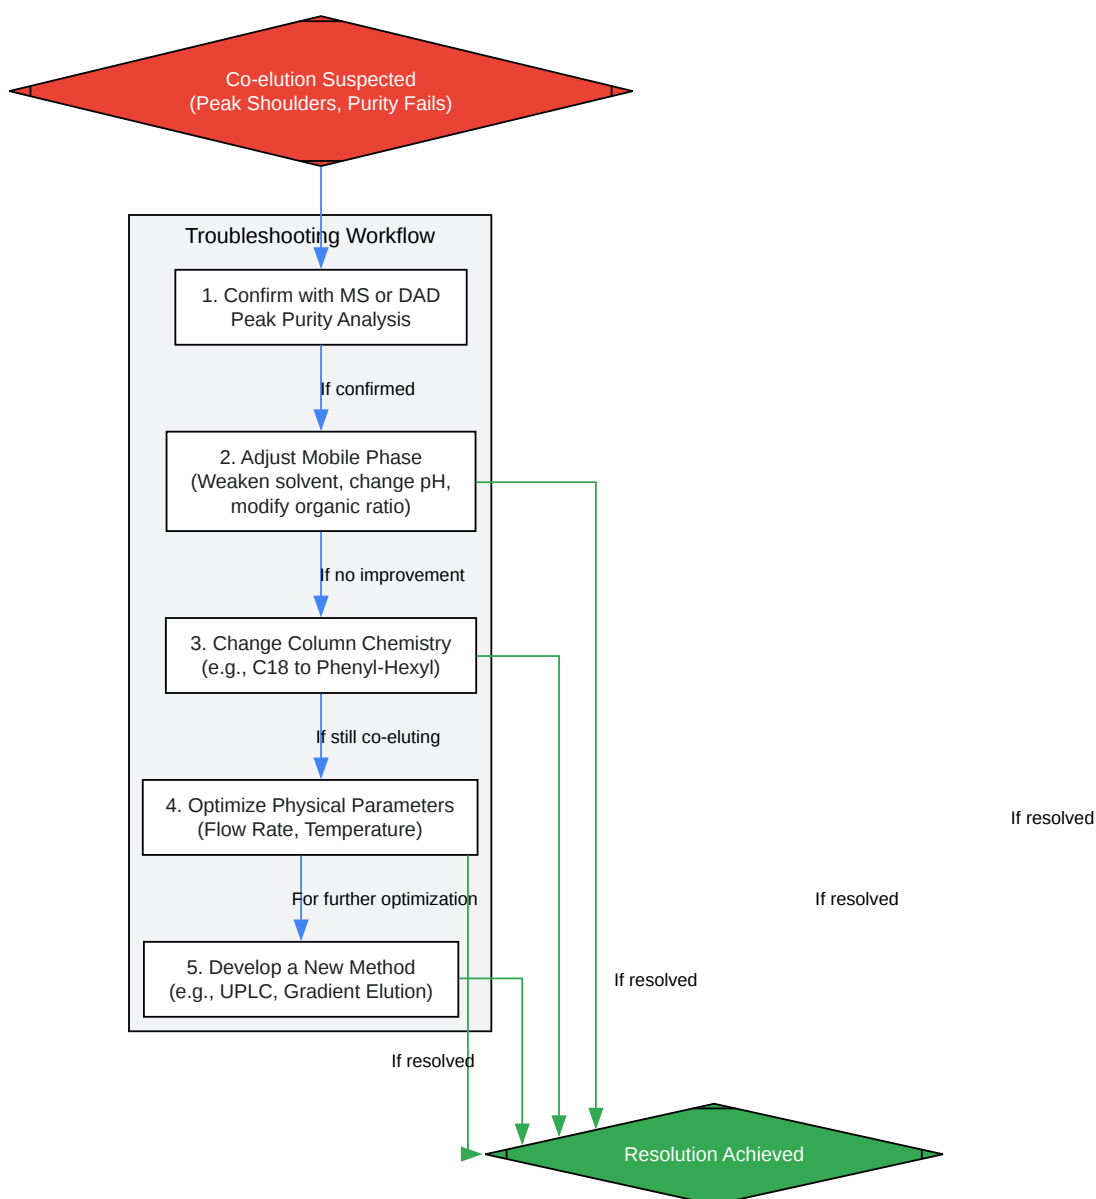 Co-elution Suspected
(Peak Shoulders, Purity Fails)
Troubleshooting Workflow
1. Confirm with MS or DAD
Peak Purity Analysis
If confirmed
2. Adjust Mobile Phase
(Weaken solvent, change pH,
modify organic ratio)
If no improvement
3. Change Column Chemistry
(e.g., C18 to Phenyl-Hexyl)
If still co-eluting
4. Optimize Physical Parameters
(Flow Rate, Temperature)
If resolved
For further optimization
If resolved
5. Develop a New Method
(e.g., UPLC, Gradient Elution)
If resolved
If resolved
Resolution Achieved